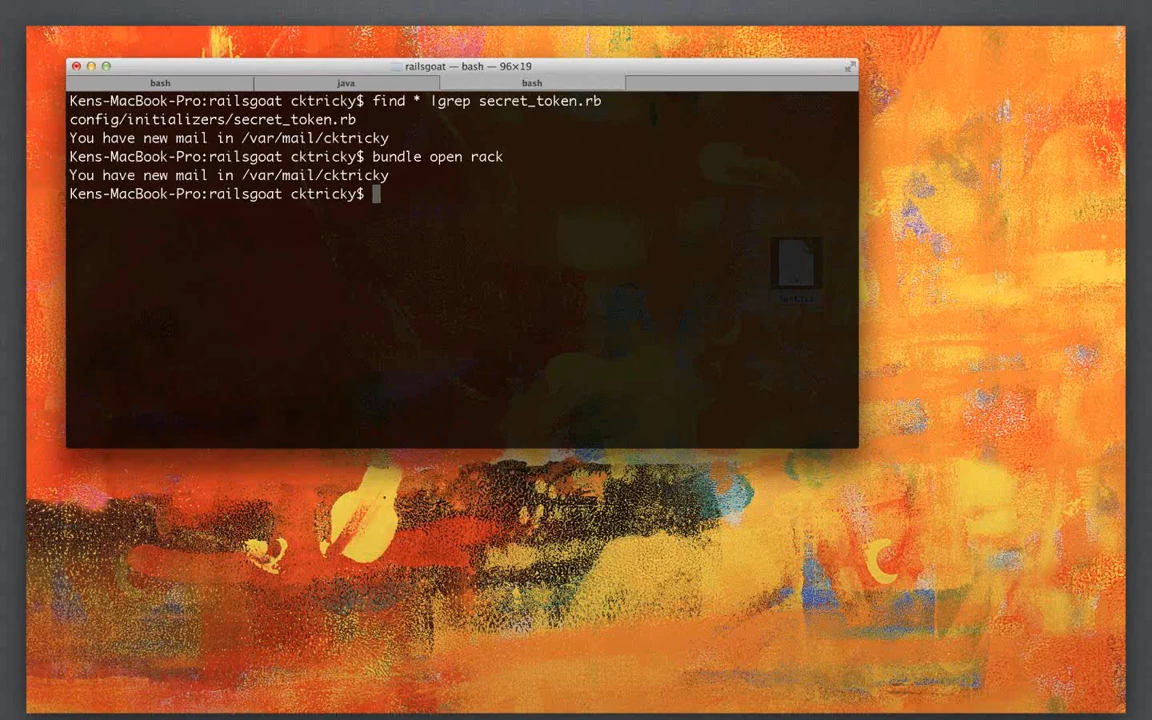 railsgoat — bash — 96×19
bash
java
bash
Kens-MacBook-Pro:railsgoat cktricky$ find * |grep secret_token.rb
config/initializers/secret_token.rb
You have new mail in /var/mail/cktricky
Kens-MacBook-Pro:railsgoat cktricky$ bundle open rack
You have new mail in /var/mail/cktricky
Kens-MacBook-Pro:railsgoat cktricky$